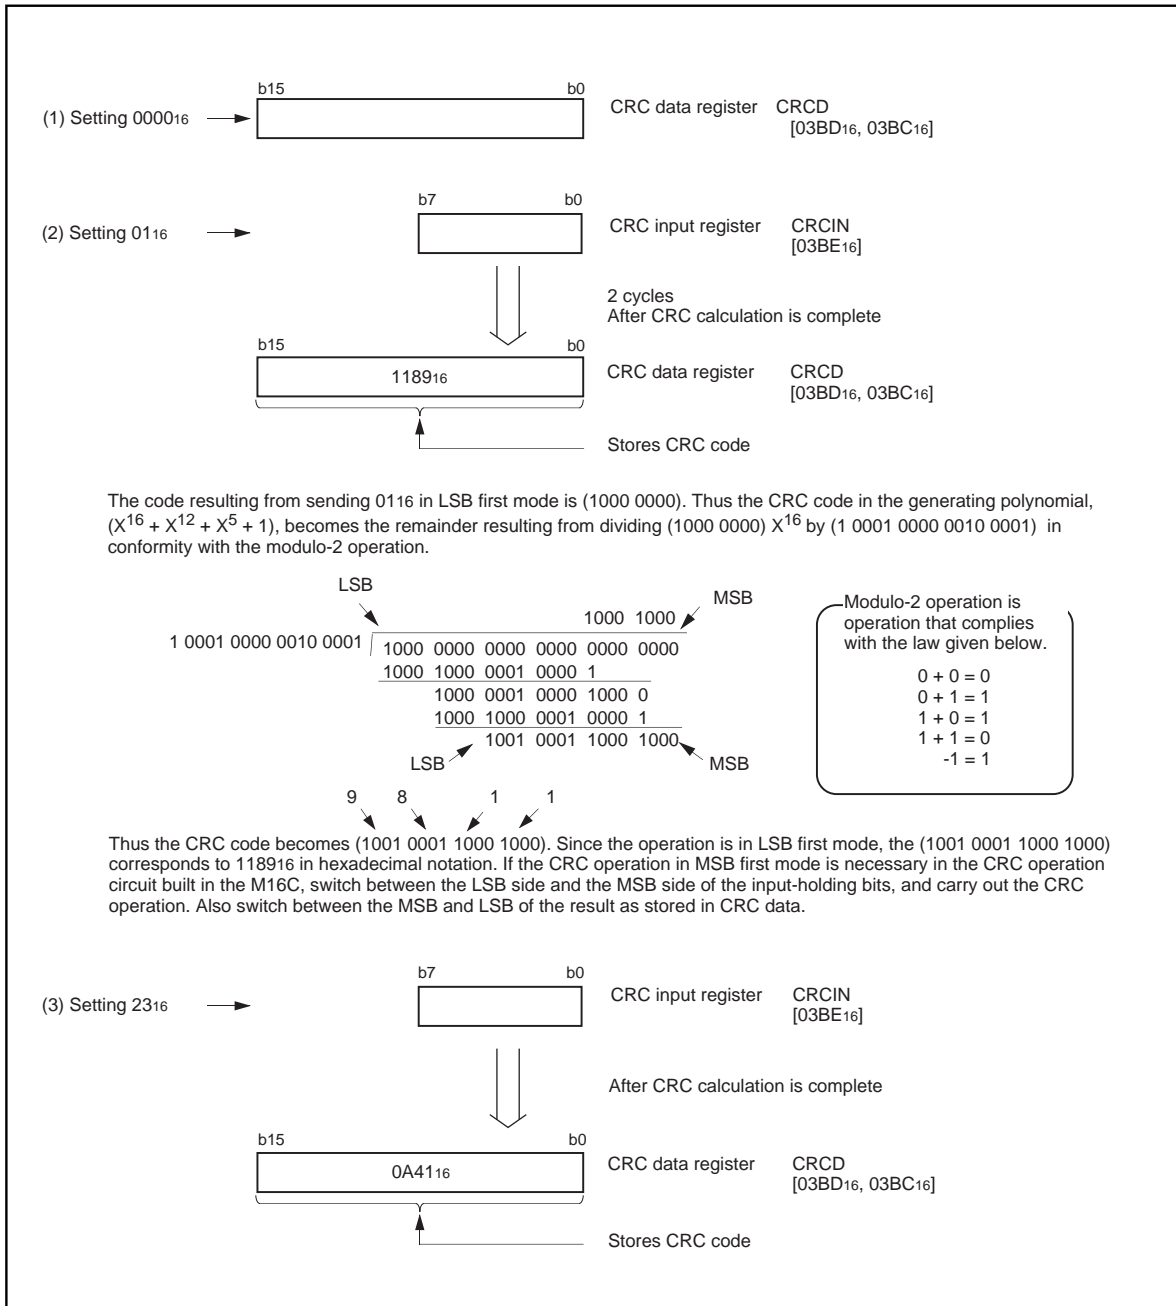 b15 b0
(1) Setting 0000₁₆ CRC data register CRCD
[03BD₁₆, 03BC₁₆]
b7 b0
(2) Setting 01₁₆ CRC input register CRCIN
[03BE₁₆]
2 cycles
After CRC calculation is complete
b15 b0
1189₁₆ CRC data register CRCD
[03BD₁₆, 03BC₁₆]
Stores CRC code
The code resulting from sending 01₁₆ in LSB first mode is (1000 0000). Thus the CRC code in the generating polynomial,
(X¹⁶ + X¹² + X⁵ + 1), becomes the remainder resulting from dividing (1000 0000) X¹⁶ by (1 0001 0000 0010 0001) in
conformity with the modulo-2 operation.
LSB MSB
1000 1000
1 0001 0000 0010 0001 1000 0000 0000 0000 0000 0000
1000 1000 0001 0000 1
1000 0001 0000 1000 0
1000 1000 0001 0000 1
1001 0001 1000 1000
LSB MSB
Modulo-2 operation is
operation that complies
with the law given below.
0 + 0 = 0
0 + 1 = 1
1 + 0 = 1
1 + 1 = 0
-1 = 1
9 8 1 1
Thus the CRC code becomes (1001 0001 1000 1000). Since the operation is in LSB first mode, the (1001 0001 1000 1000)
corresponds to 1189₁₆ in hexadecimal notation. If the CRC operation in MSB first mode is necessary in the CRC operation
circuit built in the M16C, switch between the LSB side and the MSB side of the input-holding bits, and carry out the CRC
operation. Also switch between the MSB and LSB of the result as stored in CRC data.
b7 b0
(3) Setting 23₁₆ CRC input register CRCIN
[03BE₁₆]
After CRC calculation is complete
b15 b0
0A41₁₆ CRC data register CRCD
[03BD₁₆, 03BC₁₆]
Stores CRC code